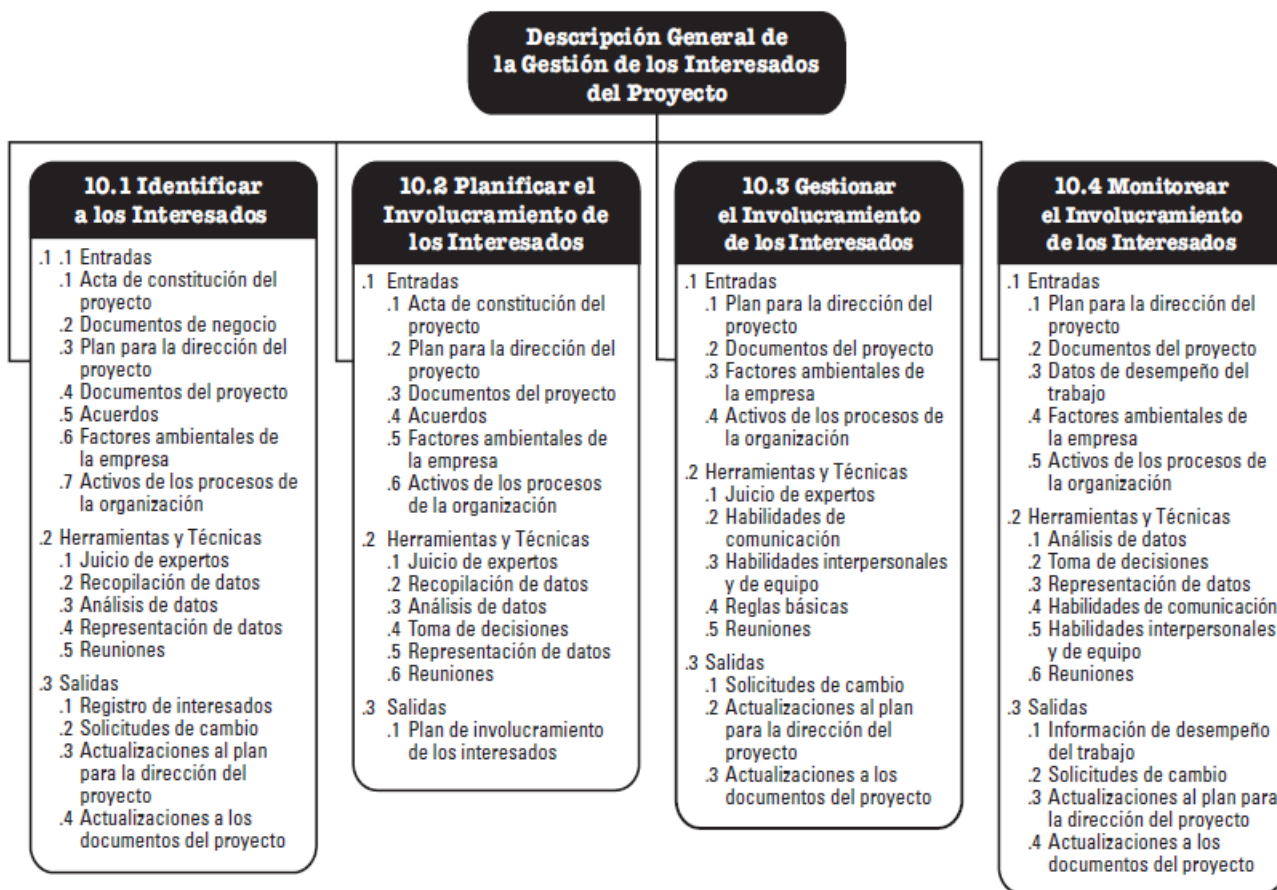 Descripción General de
la Gestión de los Interesados
del Proyecto
10.1 Identificar
a los Interesados
.1 .1 Entradas
.1 Acta de constitución del
proyecto
.2 Documentos de negocio
.3 Plan para la dirección del
proyecto
.4 Documentos del proyecto
.5 Acuerdos
.6 Factores ambientales de
la empresa
.7 Activos de los procesos de
la organización
.2 Herramientas y Técnicas
.1 Juicio de expertos
.2 Recopilación de datos
.3 Análisis de datos
.4 Representación de datos
.5 Reuniones
.3 Salidas
.1 Registro de interesados
.2 Solicitudes de cambio
.3 Actualizaciones al plan
para la dirección del
proyecto
.4 Actualizaciones a los
documentos del proyecto
10.2 Planificar el
Involucramiento de
los Interesados
.1 Entradas
.1 Acta de constitución del
proyecto
.2 Plan para la dirección del
proyecto
.3 Documentos del proyecto
.4 Acuerdos
.5 Factores ambientales de
la empresa
.6 Activos de los procesos
de la organización
.2 Herramientas y Técnicas
.1 Juicio de expertos
.2 Recopilación de datos
.3 Análisis de datos
.4 Toma de decisiones
.5 Representación de datos
.6 Reuniones
.3 Salidas
.1 Plan de involucramiento
de los interesados
10.3 Gestionar
el Involucramiento
de los Interesados
.1 Entradas
.1 Plan para la dirección del
proyecto
.2 Documentos del proyecto
.3 Factores ambientales de
la empresa
.4 Activos de los procesos de
la organización
.2 Herramientas y Técnicas
.1 Juicio de expertos
.2 Habilidades de
comunicación
.3 Habilidades interpersonales
y de equipo
.4 Reglas básicas
.5 Reuniones
.3 Salidas
.1 Solicitudes de cambio
.2 Actualizaciones al plan
para la dirección del
proyecto
.3 Actualizaciones a los
documentos del proyecto
10.4 Monitorear
el Involucramiento
de los Interesados
.1 Entradas
.1 Plan para la dirección del
proyecto
.2 Documentos del proyecto
.3 Datos de desempeño del
trabajo
.4 Factores ambientales de
la empresa
.5 Activos de los procesos de
la organización
.2 Herramientas y Técnicas
.1 Análisis de datos
.2 Toma de decisiones
.3 Representación de datos
.4 Habilidades de comunicación
.5 Habilidades interpersonales
y de equipo
.6 Reuniones
.3 Salidas
.1 Información de desempeño
del trabajo
.2 Solicitudes de cambio
.3 Actualizaciones al plan para
la dirección del proyecto
.4 Actualizaciones a los
documentos del proyecto